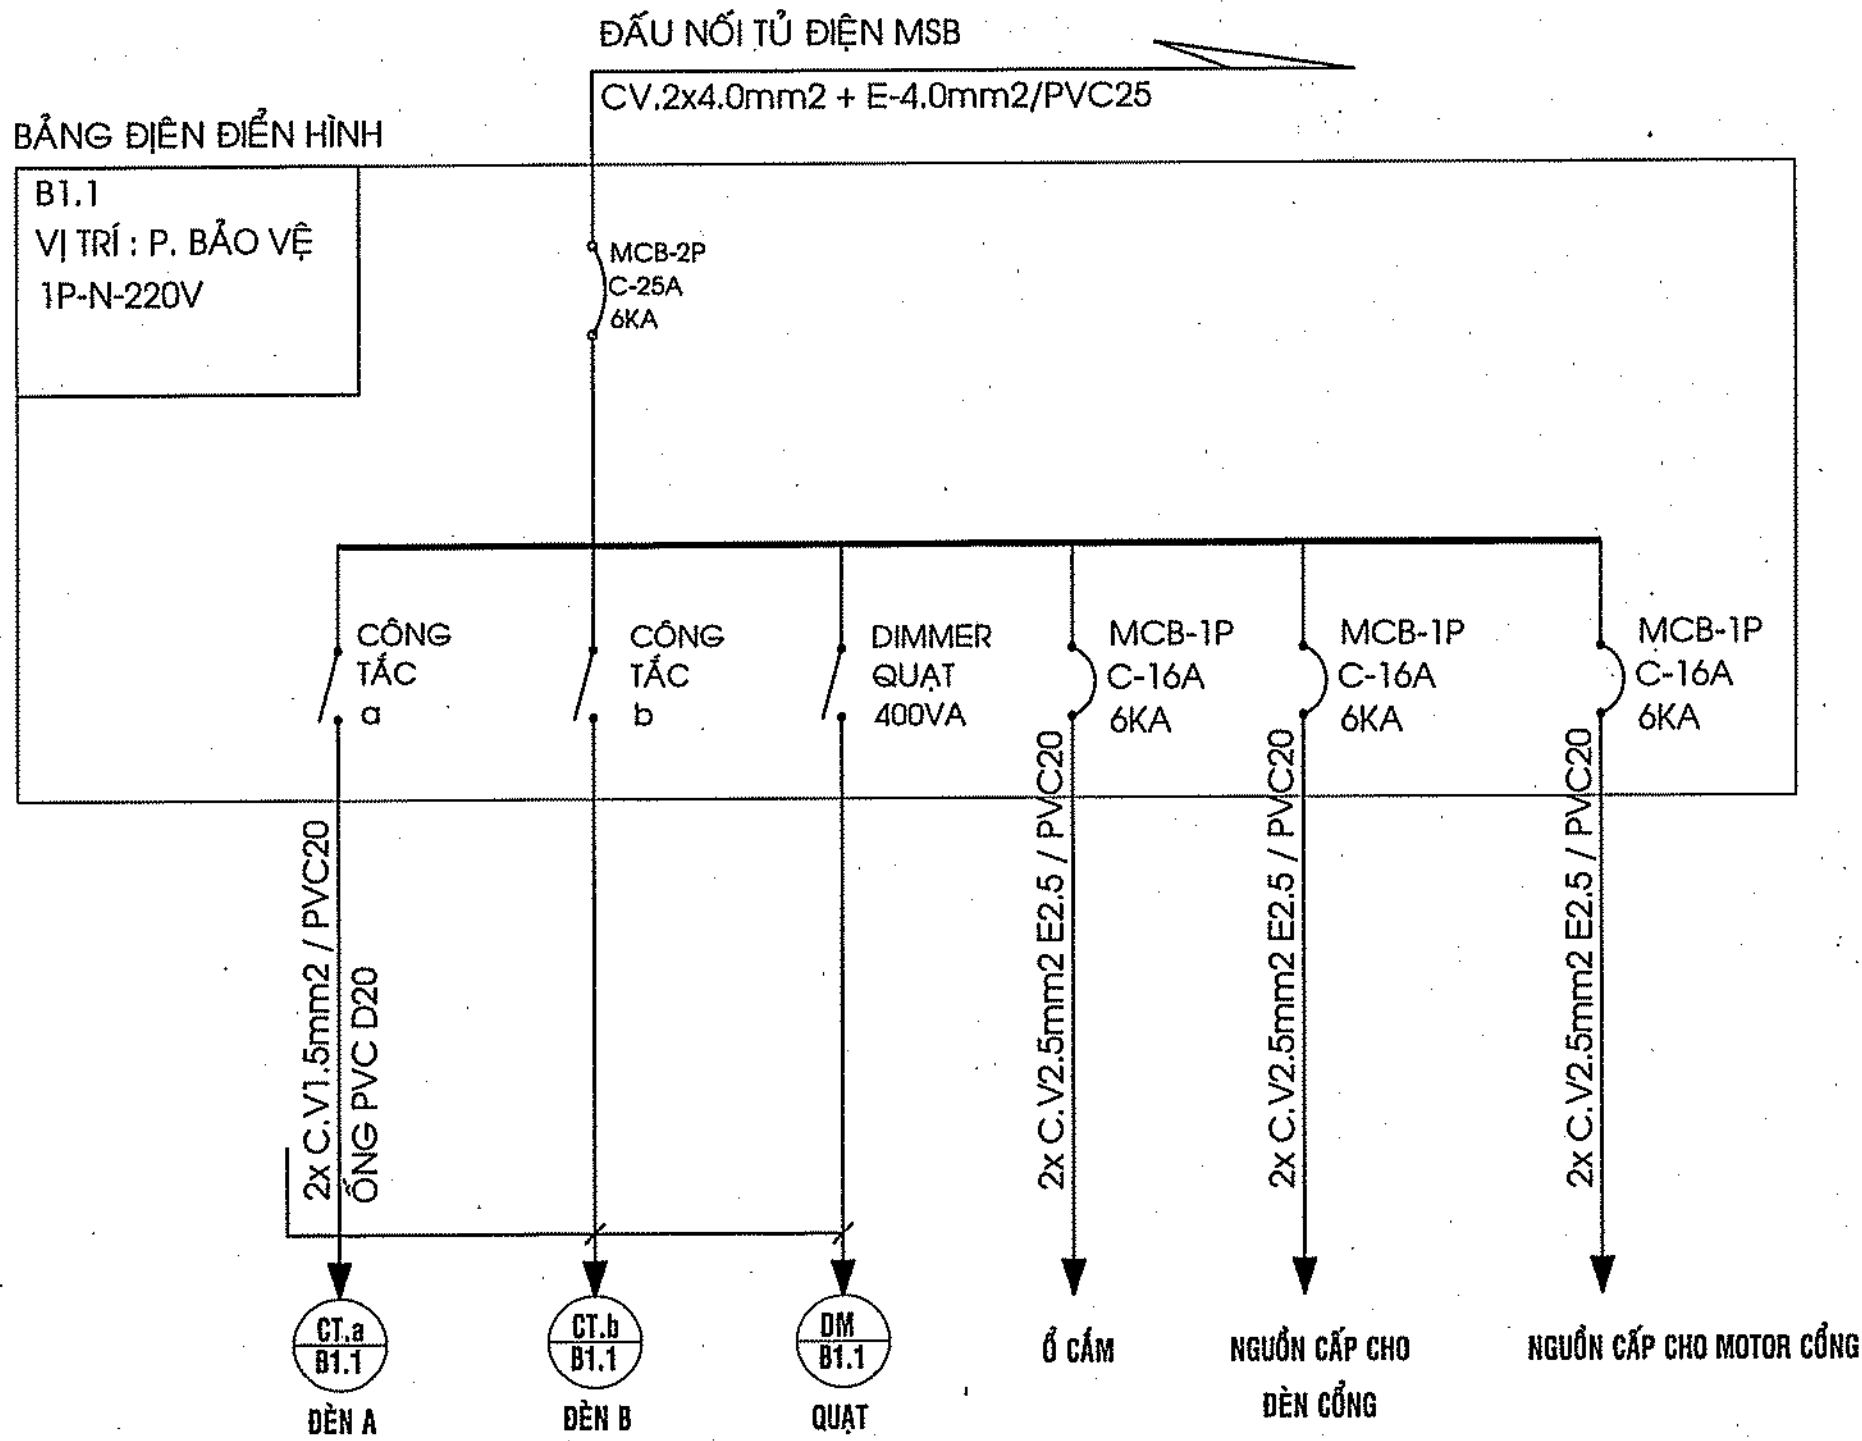 ĐẤU NỐI TỦ ĐIỆN MSB
CV.2x4.0mm2 + E-4.0mm2/PVC25
BẢNG ĐIỆN ĐIỂN HÌNH
B1.1
VỊ TRÍ : P. BẢO VỆ
1P-N-220V
MCB-2P
C-25A
6KA
CÔNG
TẮC
a
CÔNG
TẮC
b
DIMMER
QUẠT
400VA
MCB-1P
C-16A
6KA
MCB-1P
C-16A
6KA
MCB-1P
C-16A
6KA
2x C.V1.5mm2 / PVC20
ỐNG PVC D20
2x C.V2.5mm2 E2.5 / PVC20
2x C.V2.5mm2 E2.5 / PVC20
2x C.V2.5mm2 E2.5 / PVC20
CT.a
B1.1
ĐÈN A
CT.b
B1.1
ĐÈN B
DM
B1.1
QUẠT
Ổ CẮM
NGUỒN CẤP CHO
ĐÈN CỔNG
NGUỒN CẤP CHO MOTOR CỔNG